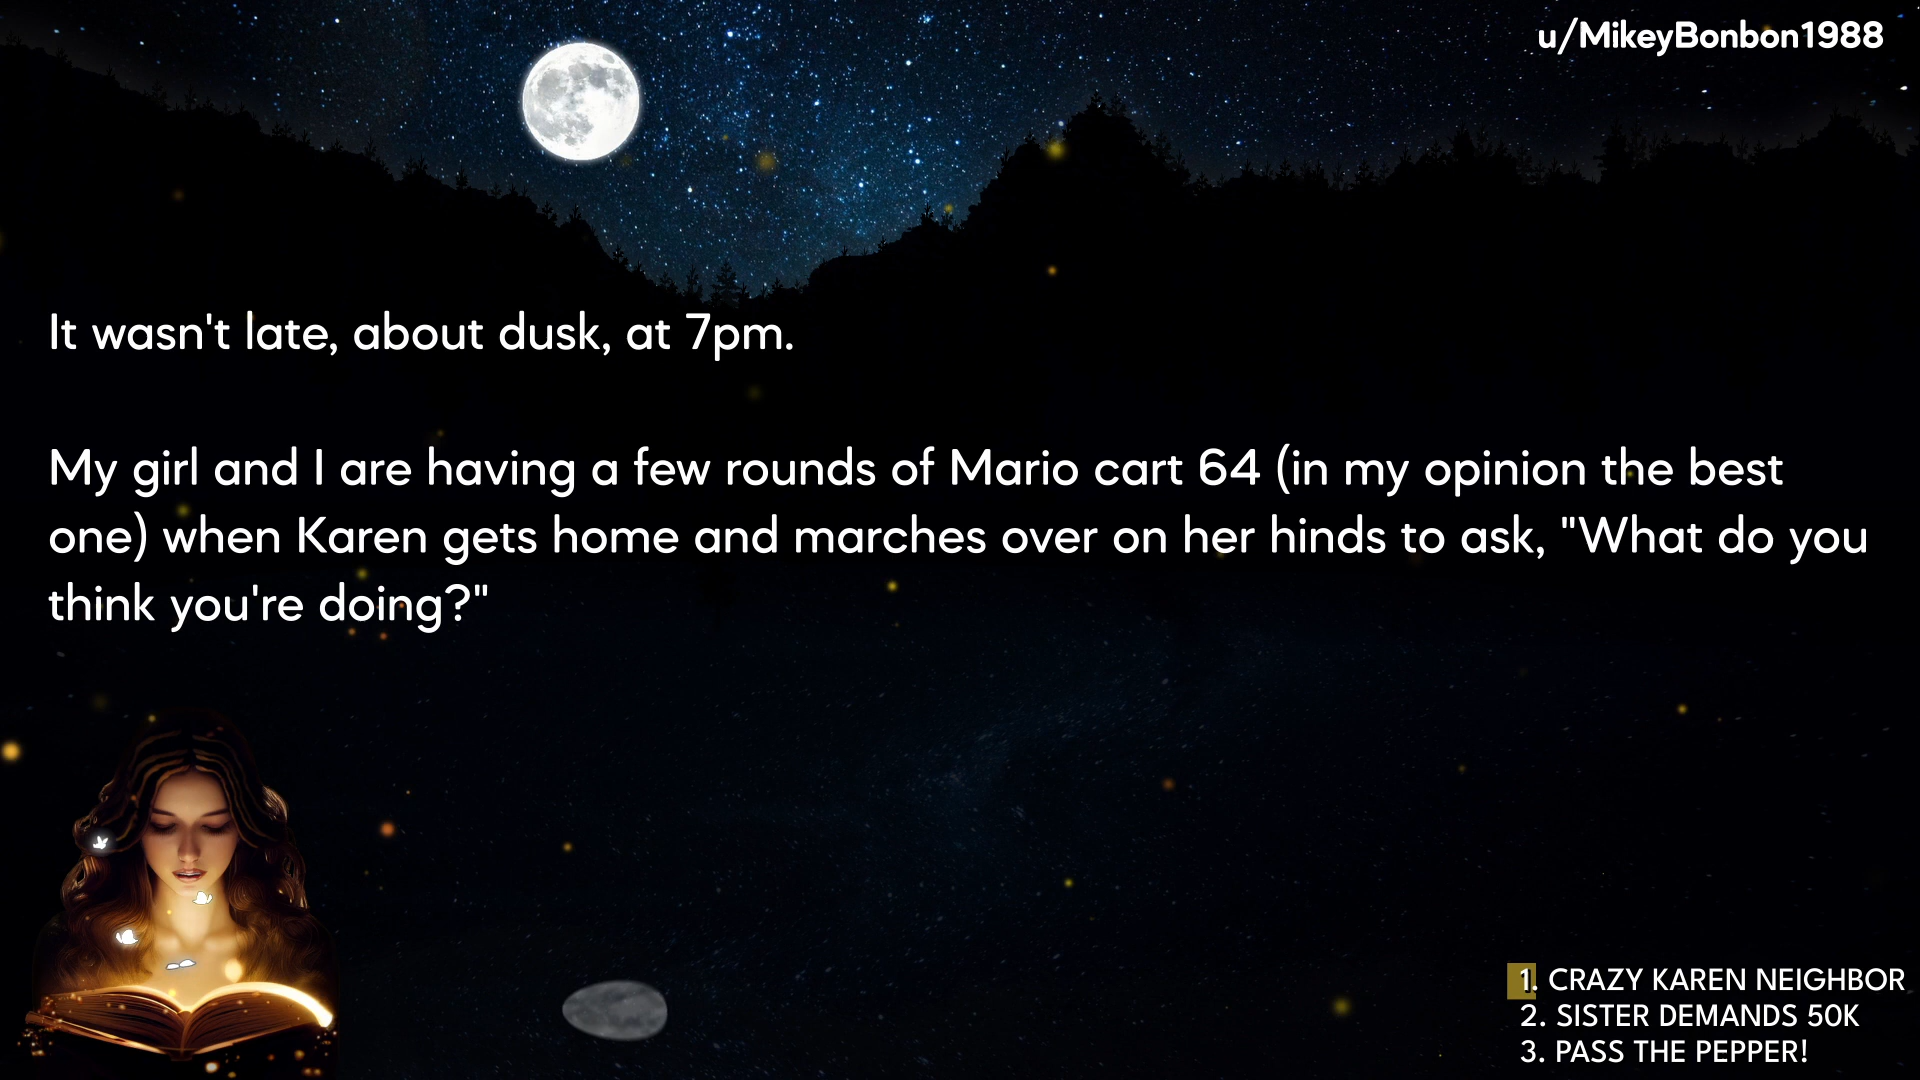 u/MikeyBonbon1988
It wasn't late, about dusk, at 7pm.
My girl and I are having a few rounds of Mario cart 64 (in my opinion the best
one) when Karen gets home and marches over on her hinds to ask, "What do you
think you're doing?"
1. CRAZY KAREN NEIGHBOR
2. SISTER DEMANDS 50K
3. PASS THE PEPPER!